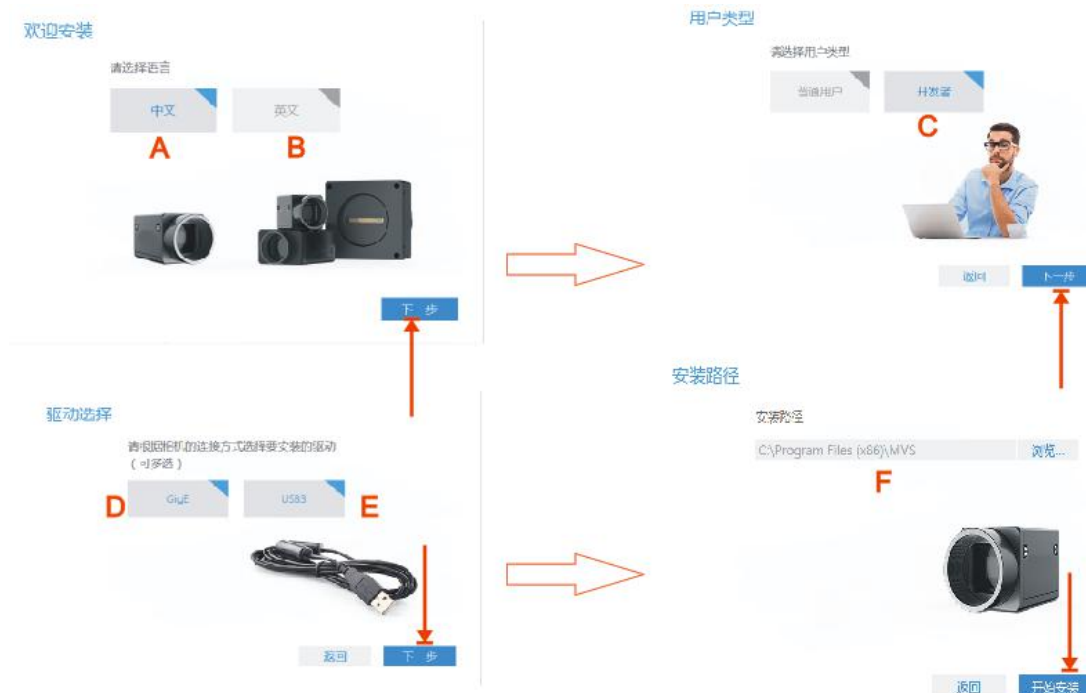 欢迎安装
请选择语言
中文
英文
A
B
下一步
用户类型
请选择用户类型
普通用户
开发者
C
返回
下一步
驱动选择
请根据相机的连接方式选择要安装的驱动
(可多选)
D
GigE
USB3
E
返回
下一步
安装路径
安装路径
C:\Program Files (x86)\MVS
浏览...
F
返回
开始安装